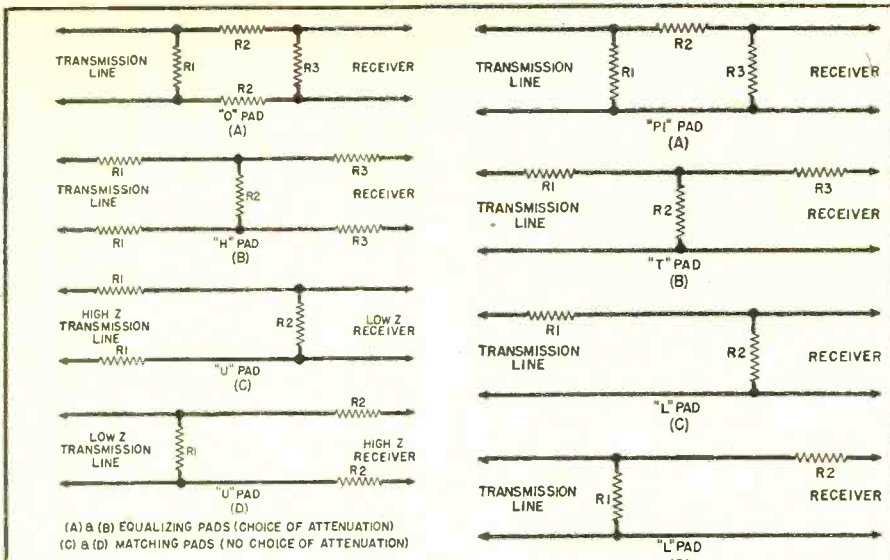 R2
TRANSMISSION
LINE
R1
R3
RECEIVER
R2
"O" PAD
(A)
R1
R3
TRANSMISSION
LINE
R2
RECEIVER
R1
"H" PAD
(B)
R3
R1
HIGH Z
TRANSMISSION
LINE
R2
LOW Z
RECEIVER
R1
"U" PAD
(C)
R2
LOW Z
TRANSMISSION
LINE
R1
HIGH Z
RECEIVER
R2
"U" PAD
(D)
(A) & (B) EQUALIZING PADS (CHOICE OF ATTENUATION)
(C) & (D) MATCHING PADS (NO CHOICE OF ATTENUATION)
R2
TRANSMISSION
LINE
R1
R3
RECEIVER
"PI" PAD
(A)
R1
R3
TRANSMISSION
LINE
R2
RECEIVER
"T" PAD
(B)
R1
TRANSMISSION
LINE
R2
RECEIVER
"L" PAD
(C)
R2
TRANSMISSION
LINE
R1
RECEIVER
"L" PAD